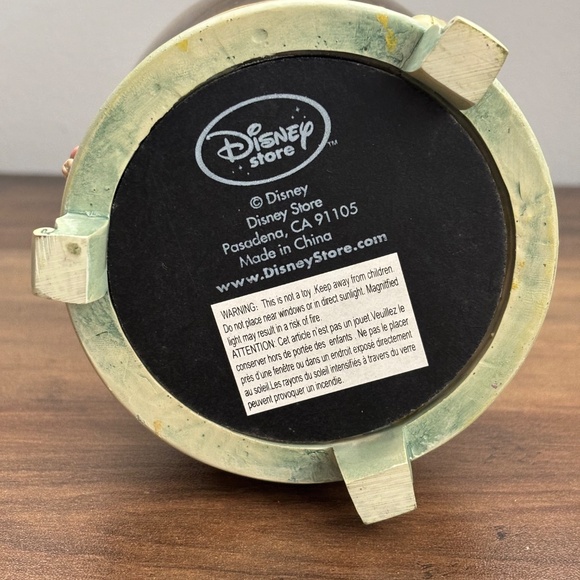 Disney
store™
© Disney
Disney Store
Pasadena, CA 91105
Made in China
www.DisneyStore.com
WARNING: This is not a toy .Keep away from children.
Do not place near windows or in direct sunlight. Magnitfied
light may result in a risk of fire.
ATTENTION: Cet article n'est pas un jouet.Veuillez le
conserver hors de portée des enfants . Ne pas le placer
près d'une fenêtre ou dans un endroit exposé directement
au soleil.Les rayons du soleil intensifiés à travers du verre
peuvent provoquer un incendie.